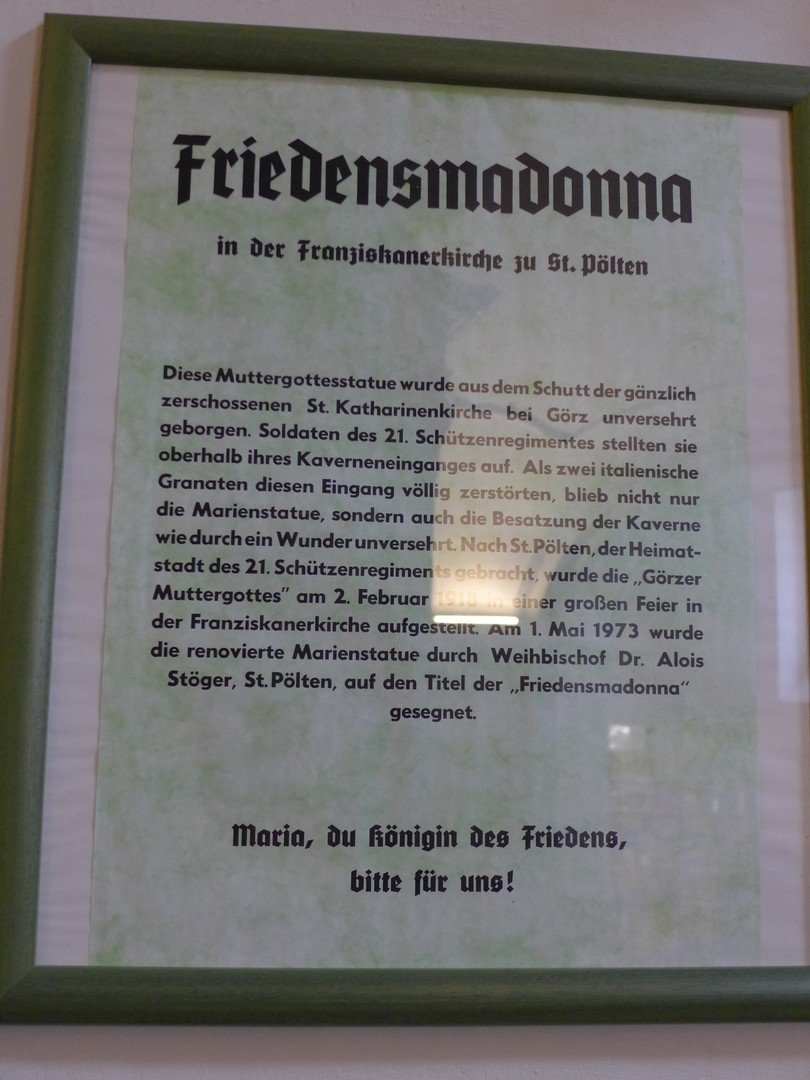 Friedensmadonna
in der Franziskanerkirche zu St. Pölten
Diese Muttergottesstatue wurde aus dem Schutt der gänzlich
zerschossenen St. Katharinenkirche bei Görz unversehrt
geborgen. Soldaten des 21. Schützenregimentes stellten sie
oberhalb ihres Kaverneneinganges auf. Als zwei italienische
Granaten diesen Eingang völlig zerstörten, blieb nicht nur
die Marienstatue, sondern auch die Besatzung der Kaverne
wie durch ein Wunder unversehrt. Nach St. Pölten, der Heimat-
stadt des 21. Schützenregiments gebracht, wurde die „Görzer
Muttergottes" am 2. Februar 1918 in einer großen Feier in
der Franziskanerkirche aufgestellt. Am 1. Mai 1973 wurde
die renovierte Marienstatue durch Weihbischof Dr. Alois
Stöger, St. Pölten, auf den Titel der „Friedensmadonna"
gesegnet.
Maria, du Königin des Friedens,
bitte für uns!